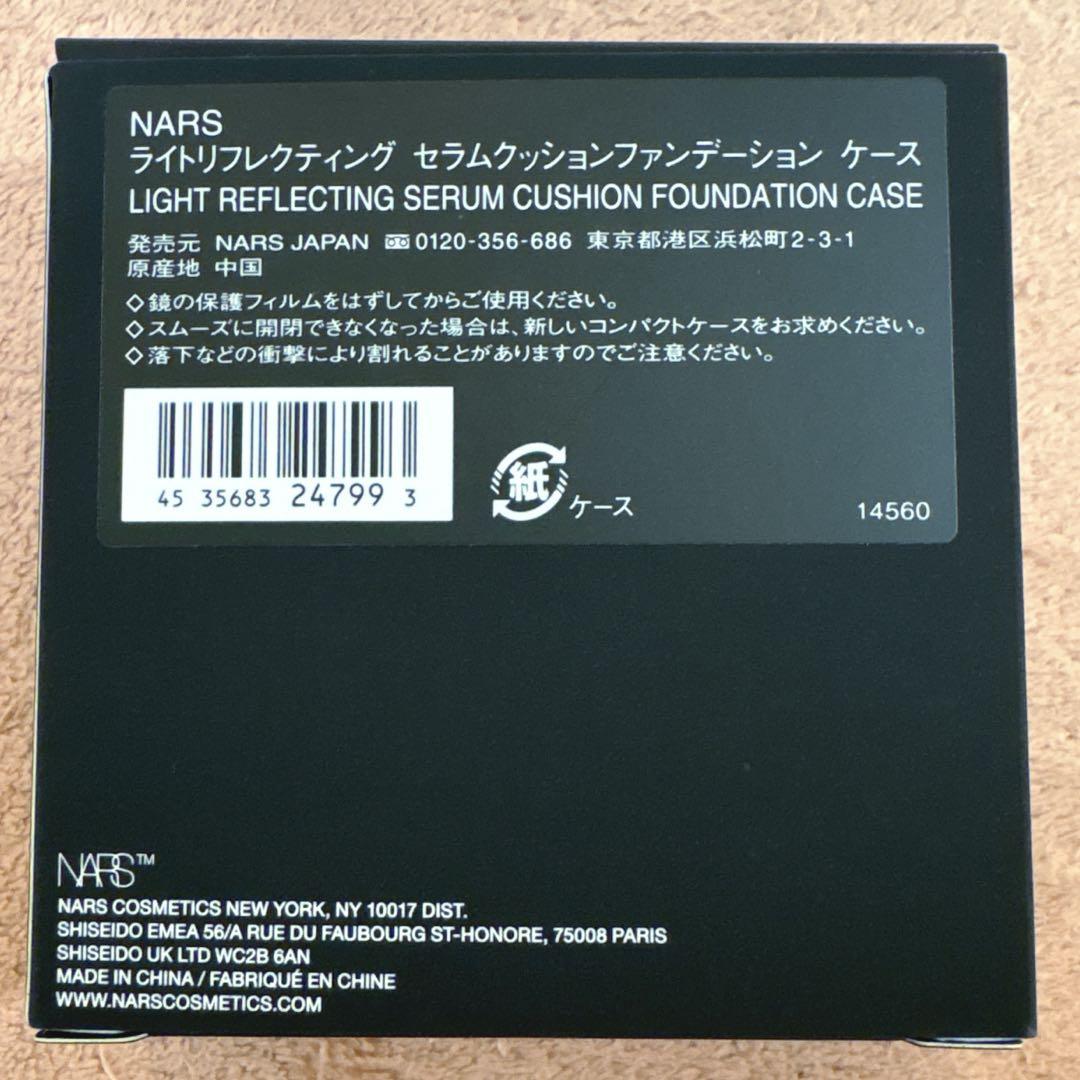 NARS
ライトリフレクティング セラムクッションファンデーション ケース
LIGHT REFLECTING SERUM CUSHION FOUNDATION CASE
発売元 NARS JAPAN 0120-356-686 東京都港区浜松町2-3-1
原産地 中国
◇鏡の保護フィルムをはずしてからご使用ください。
◇スムーズに開閉できなくなった場合は、新しいコンパクトケースをお求めください。
◇落下などの衝撃により割れることがありますのでご注意ください。
45 35683 24799 3
紙 ケース
14560
NARS™
NARS COSMETICS NEW YORK, NY 10017 DIST.
SHISEIDO EMEA 56/A RUE DU FAUBOURG ST-HONORE, 75008 PARIS
SHISEIDO UK LTD WC2B 6AN
MADE IN CHINA / FABRIQUÉ EN CHINE
WWW.NARSCOSMETICS.COM